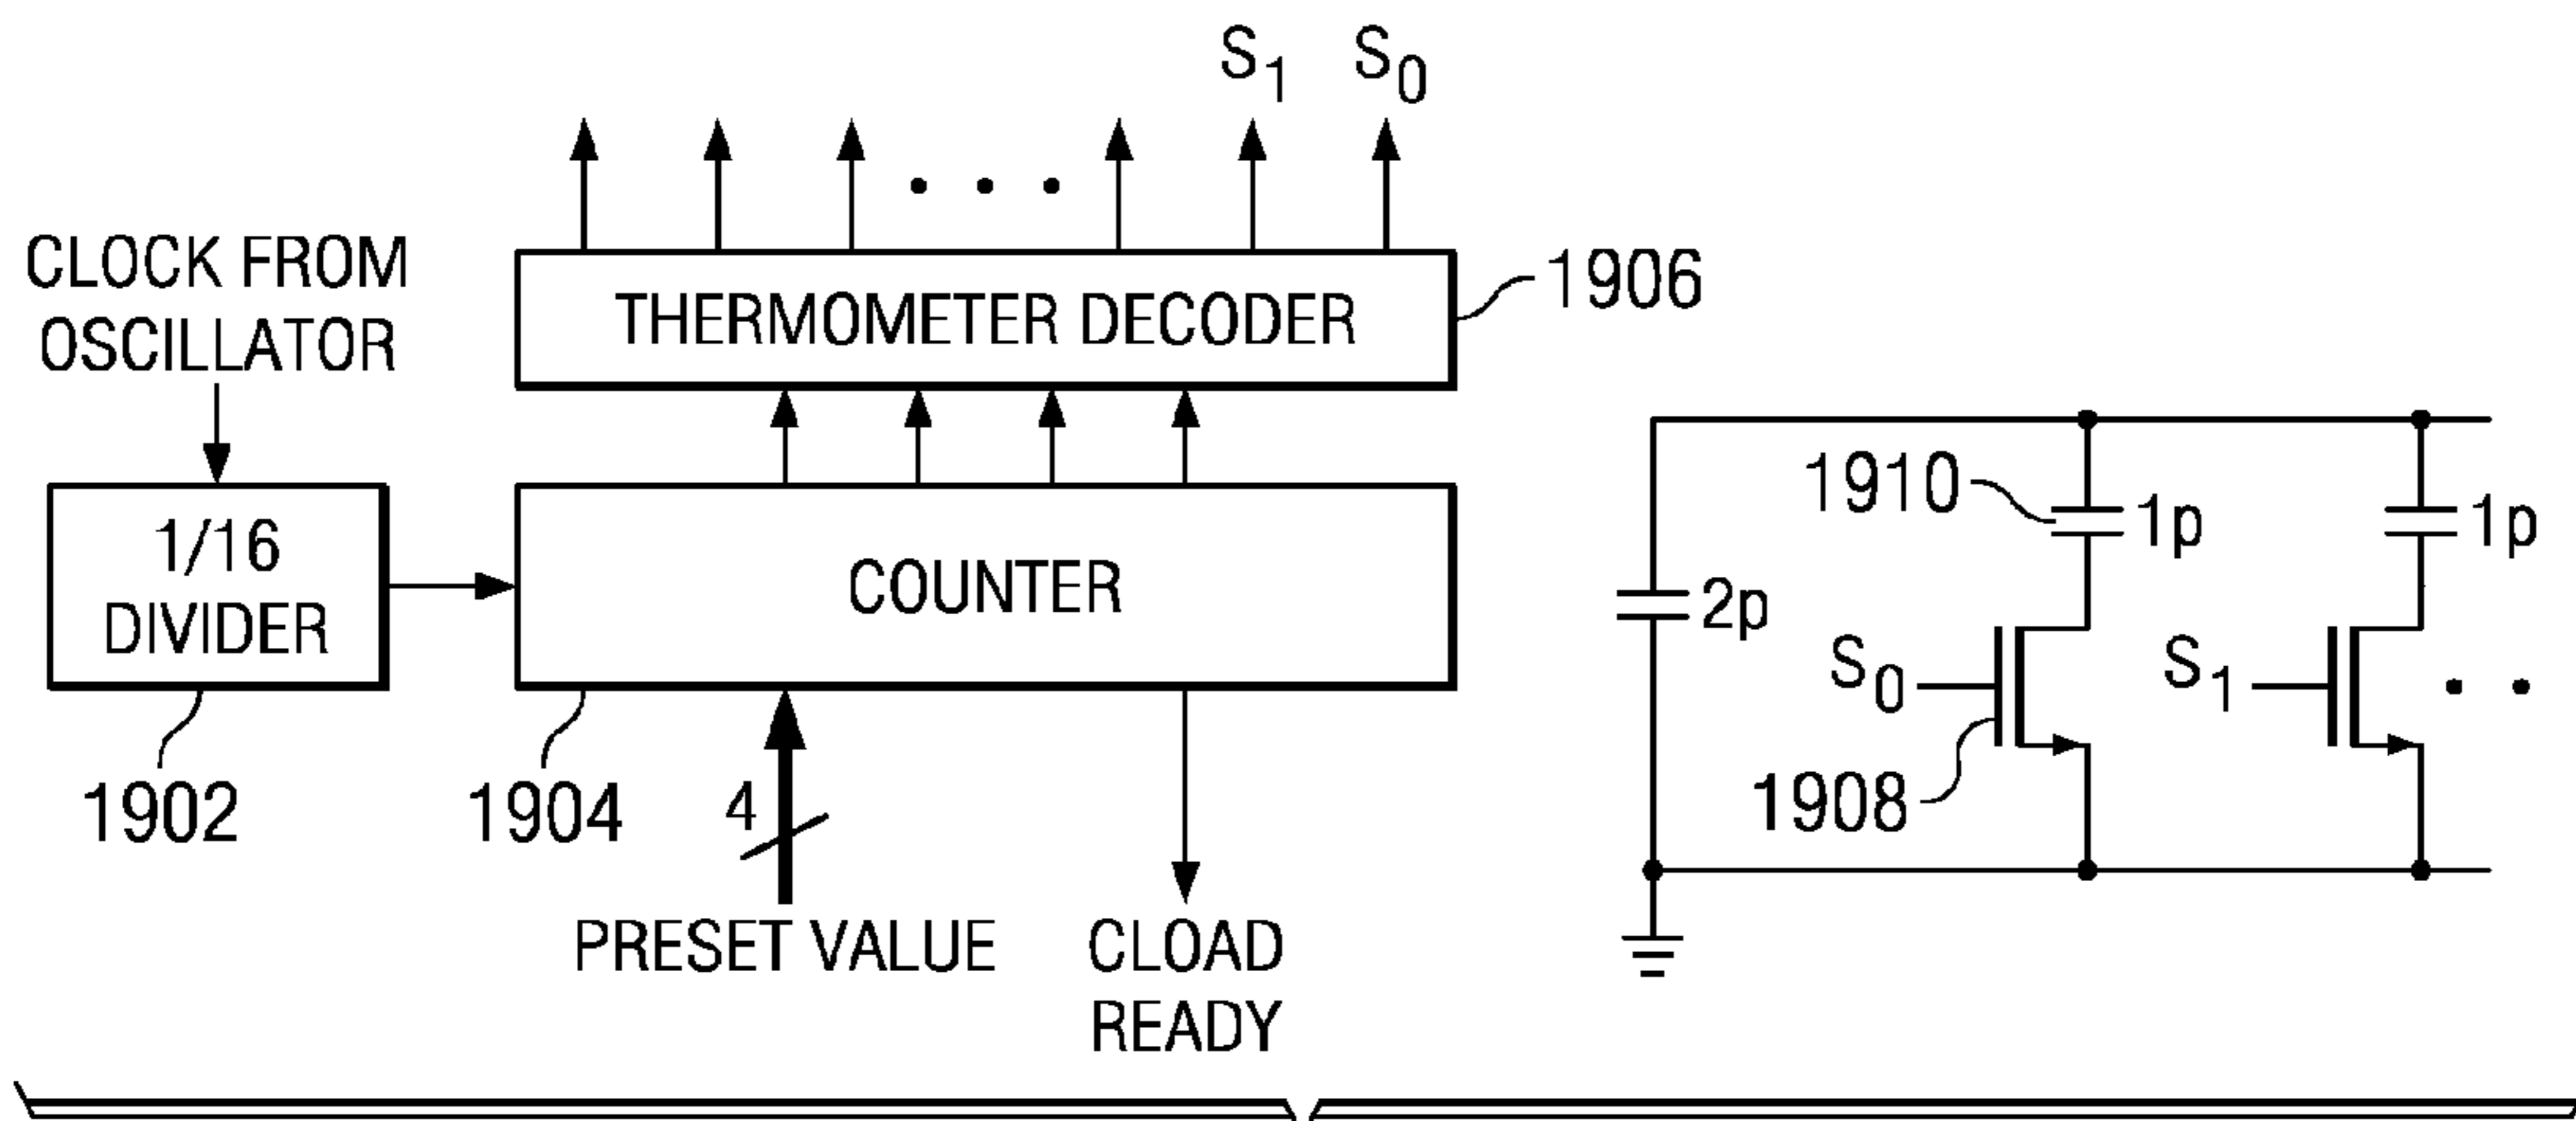 S1 S0
CLOCK FROM
OSCILLATOR
THERMOMETER DECODER
1906
1/16
DIVIDER
COUNTER
1902
1904
4
PRESET VALUE
CLOAD
READY
1910
1p
1p
2p
S0
S1
1908